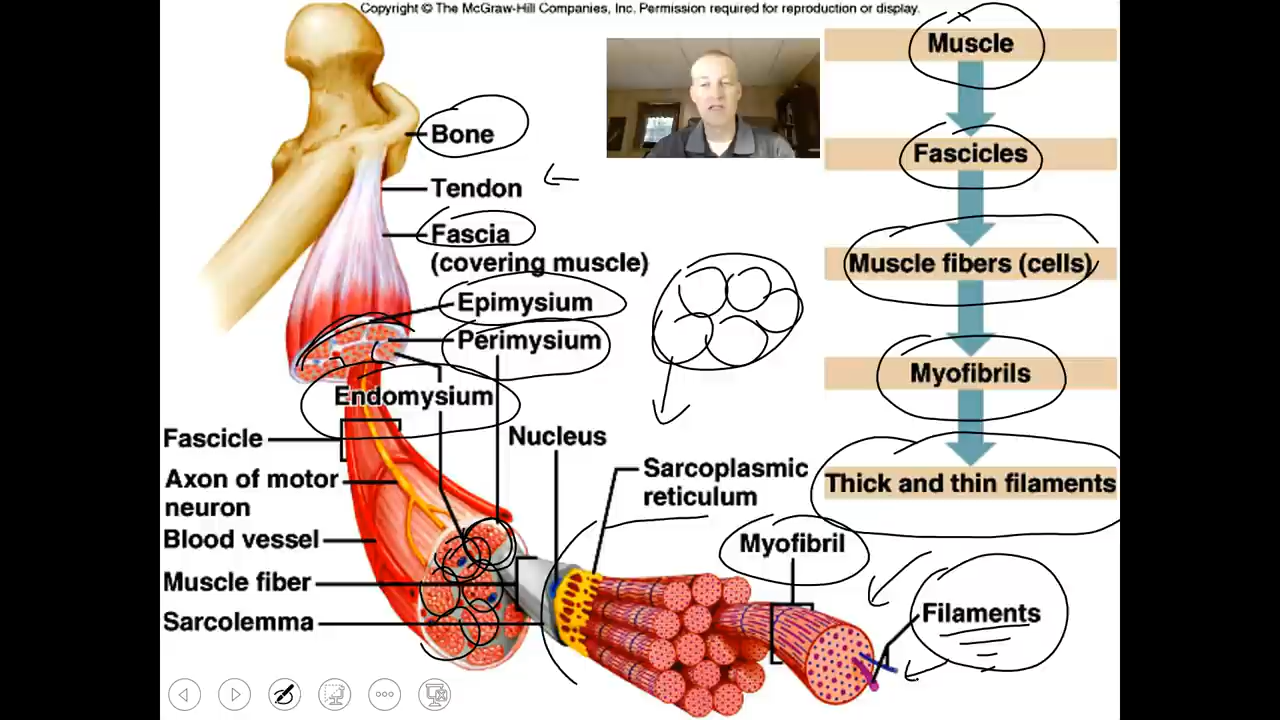 Copyright © The McGraw-Hill Companies, Inc. Permission required for reproduction or display.
Bone
Tendon
Fascia
(covering muscle)
Epimysium
Perimysium
Endomysium
Fascicle
Axon of motor
neuron
Blood vessel
Muscle fiber
Sarcolemma
Nucleus
Sarcoplasmic
reticulum
Myofibril
Filaments
Muscle
Fascicles
Muscle fibers (cells)
Myofibrils
Thick and thin filaments